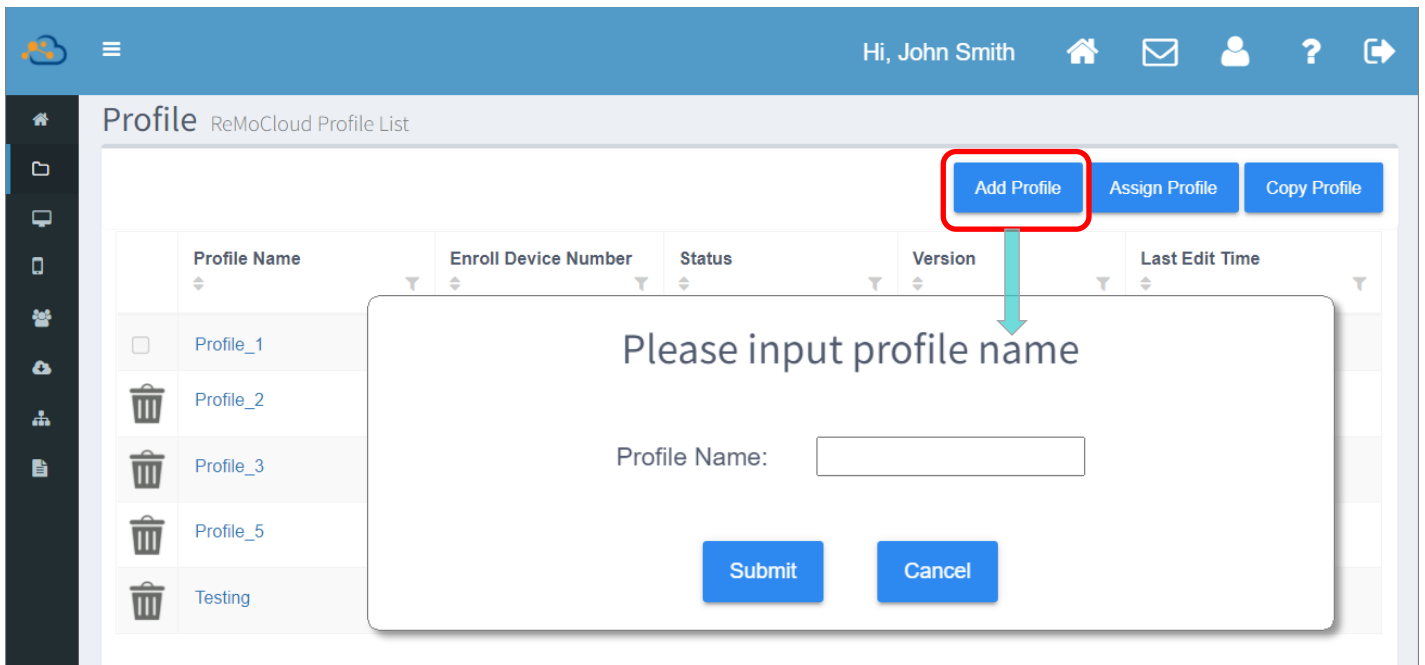 Hi, John Smith
?
Profile ReMoCloud Profile List
Add Profile Assign Profile Copy Profile
Profile Name Enroll Device Number Status Version Last Edit Time
Profile_1
Profile_2
Profile_3
Profile_5
Testing
Please input profile name
Profile Name:
Submit Cancel